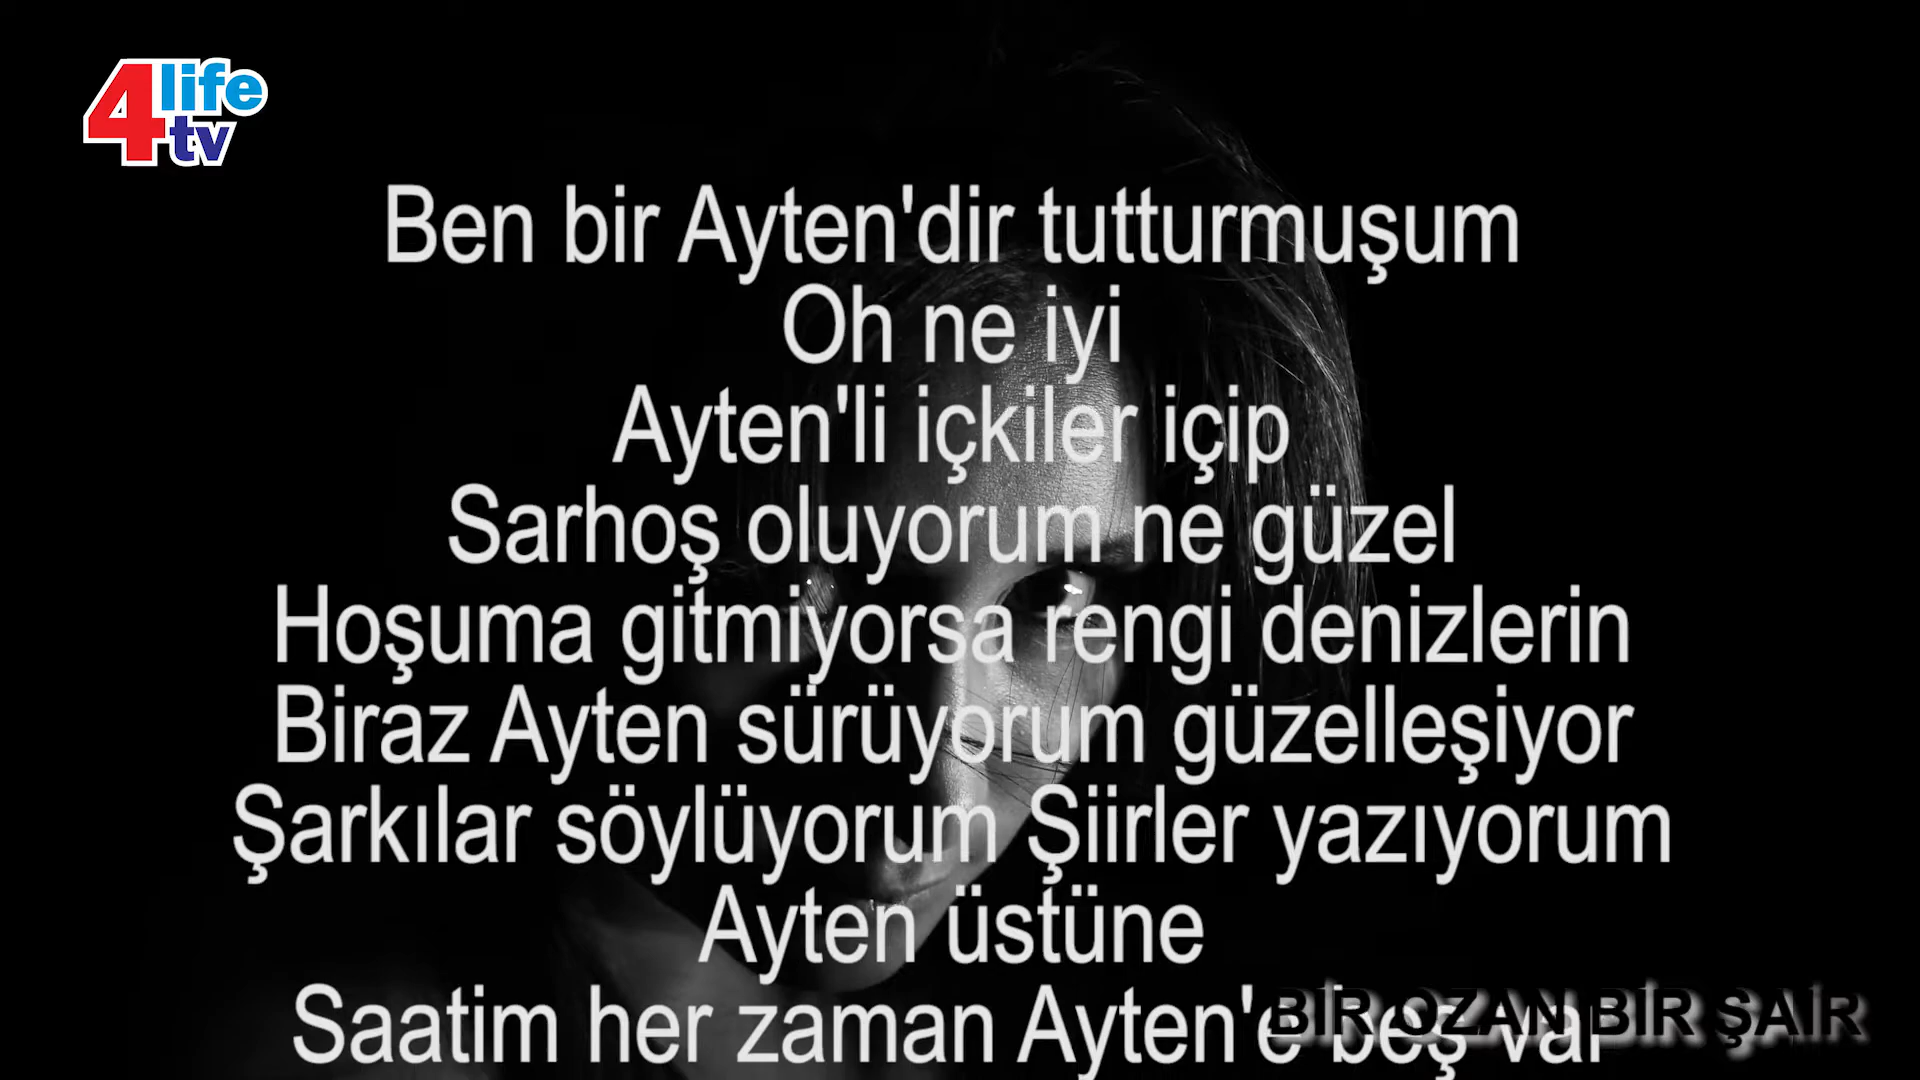 4life
tv
Ben bir Ayten'dir tutturmuşum
Oh ne iyi
Ayten'li içkiler içip
Sarhoş oluyorum ne güzel
Hoşuma gitmiyorsa rengi denizlerin
Biraz Ayten sürüyorum güzelleşiyor
Şarkılar söylüyorum Şiirler yazıyorum
Ayten üstüne
Saatim her zaman Ayten'e beş var
BİR OZAN BİR ŞAİR